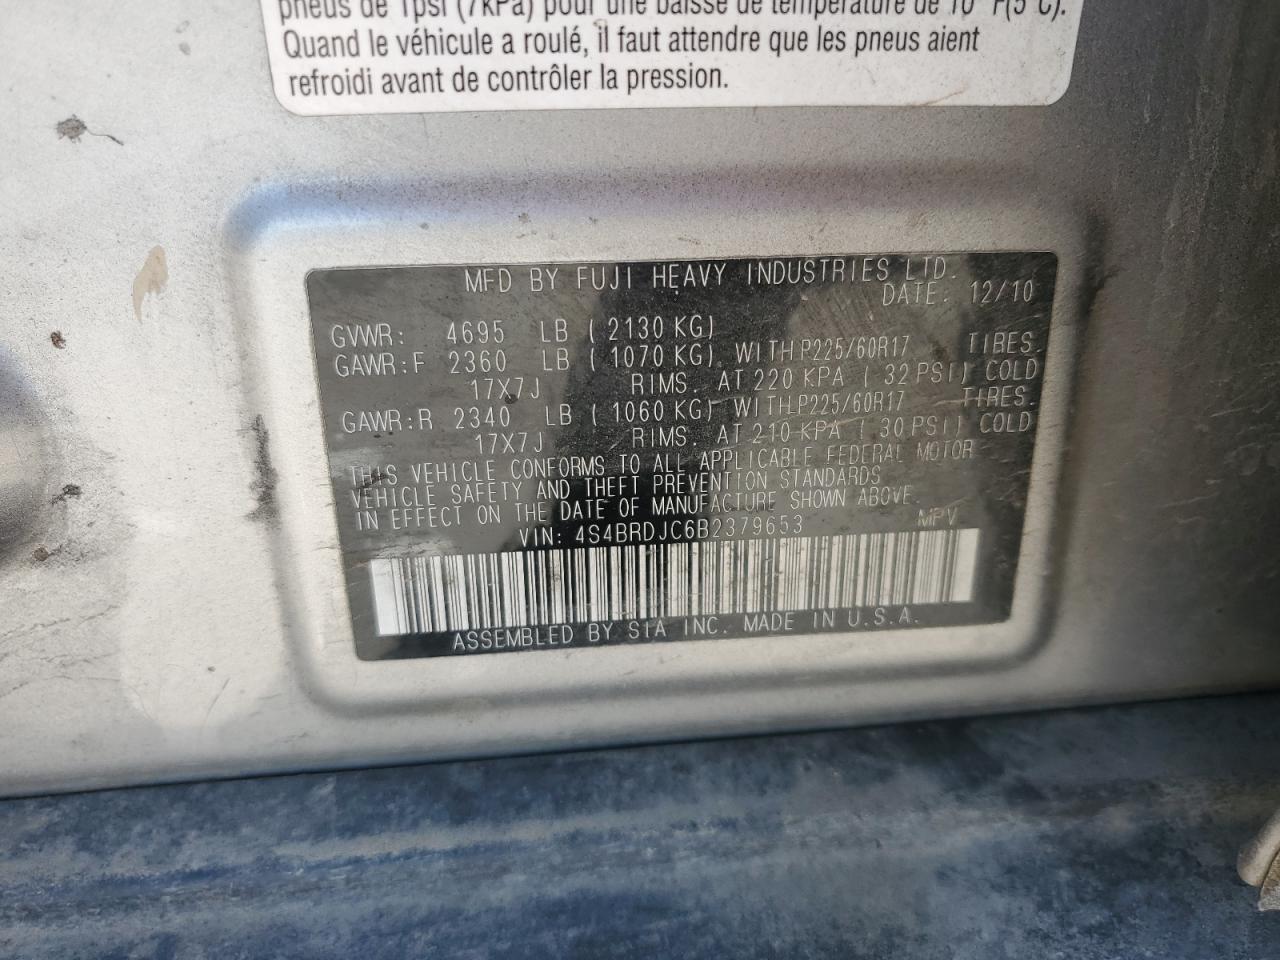 pneus de 1psi (7kPa) pour une baisse de température de 10°F(5°C).
Quand le véhicule a roulé, il faut attendre que les pneus aient
refroidi avant de contrôler la pression.
MFD BY FUJI HEAVY INDUSTRIES LTD.
DATE: 12/10
GVWR: 4695 LB ( 2130 KG)
GAWR:F 2360 LB ( 1070 KG) WITH P225/60R17 TIRES.
17X7J RIMS. AT 220 KPA ( 32 PSI) COLD
GAWR:R 2340 LB ( 1060 KG) WITH P225/60R17 TIRES.
17X7J RIMS. AT 210 KPA ( 30 PSI) COLD
THIS VEHICLE CONFORMS TO ALL APPLICABLE FEDERAL MOTOR
VEHICLE SAFETY AND THEFT PREVENTION STANDARDS
IN EFFECT ON THE DATE OF MANUFACTURE SHOWN ABOVE.
VIN: 4S4BRDJC6B2379653 MPV
ASSEMBLED BY SIA INC. MADE IN U.S.A.